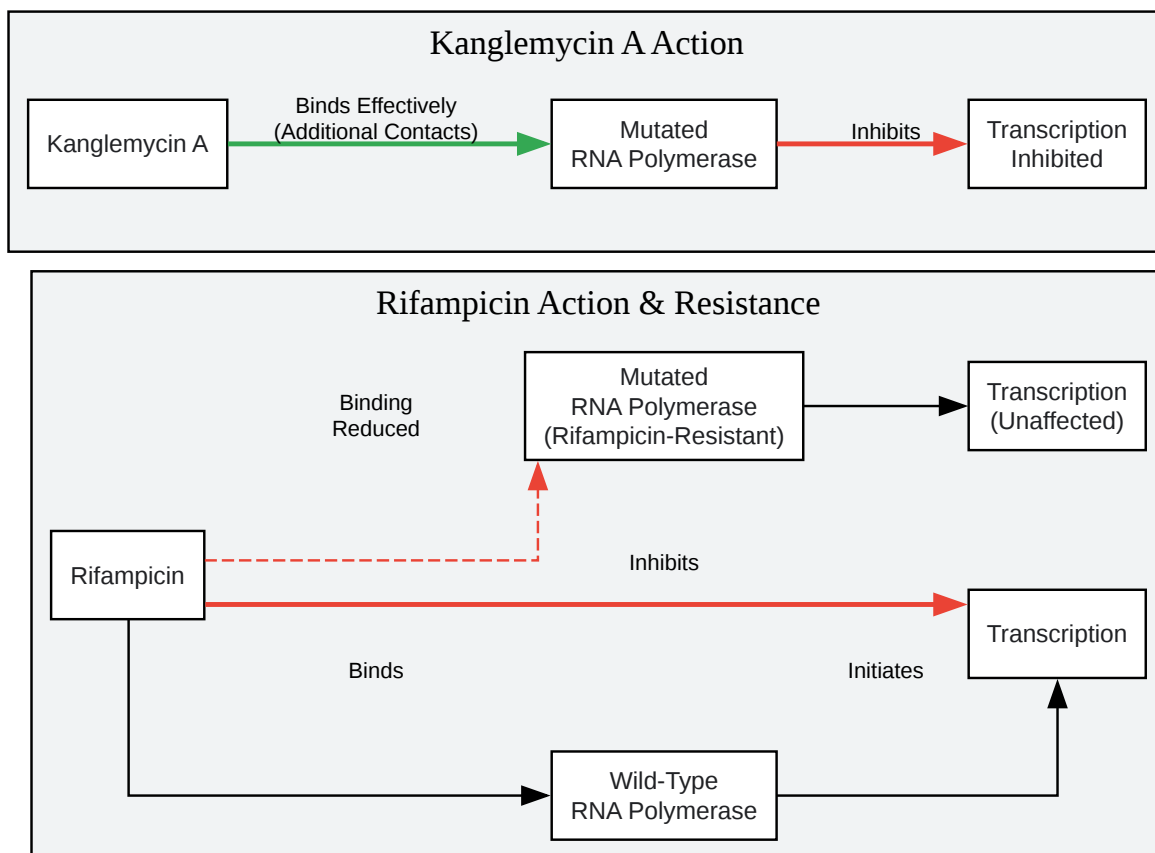 Kanglemycin A Action
Binds Effectively
(Additional Contacts)
Kanglemycin A
Mutated
RNA Polymerase
Inhibits
Transcription
Inhibited
Rifampicin Action & Resistance
Binding
Reduced
Mutated
RNA Polymerase
(Rifampicin-Resistant)
Transcription
(Unaffected)
Rifampicin
Inhibits
Transcription
Binds
Initiates
Wild-Type
RNA Polymerase